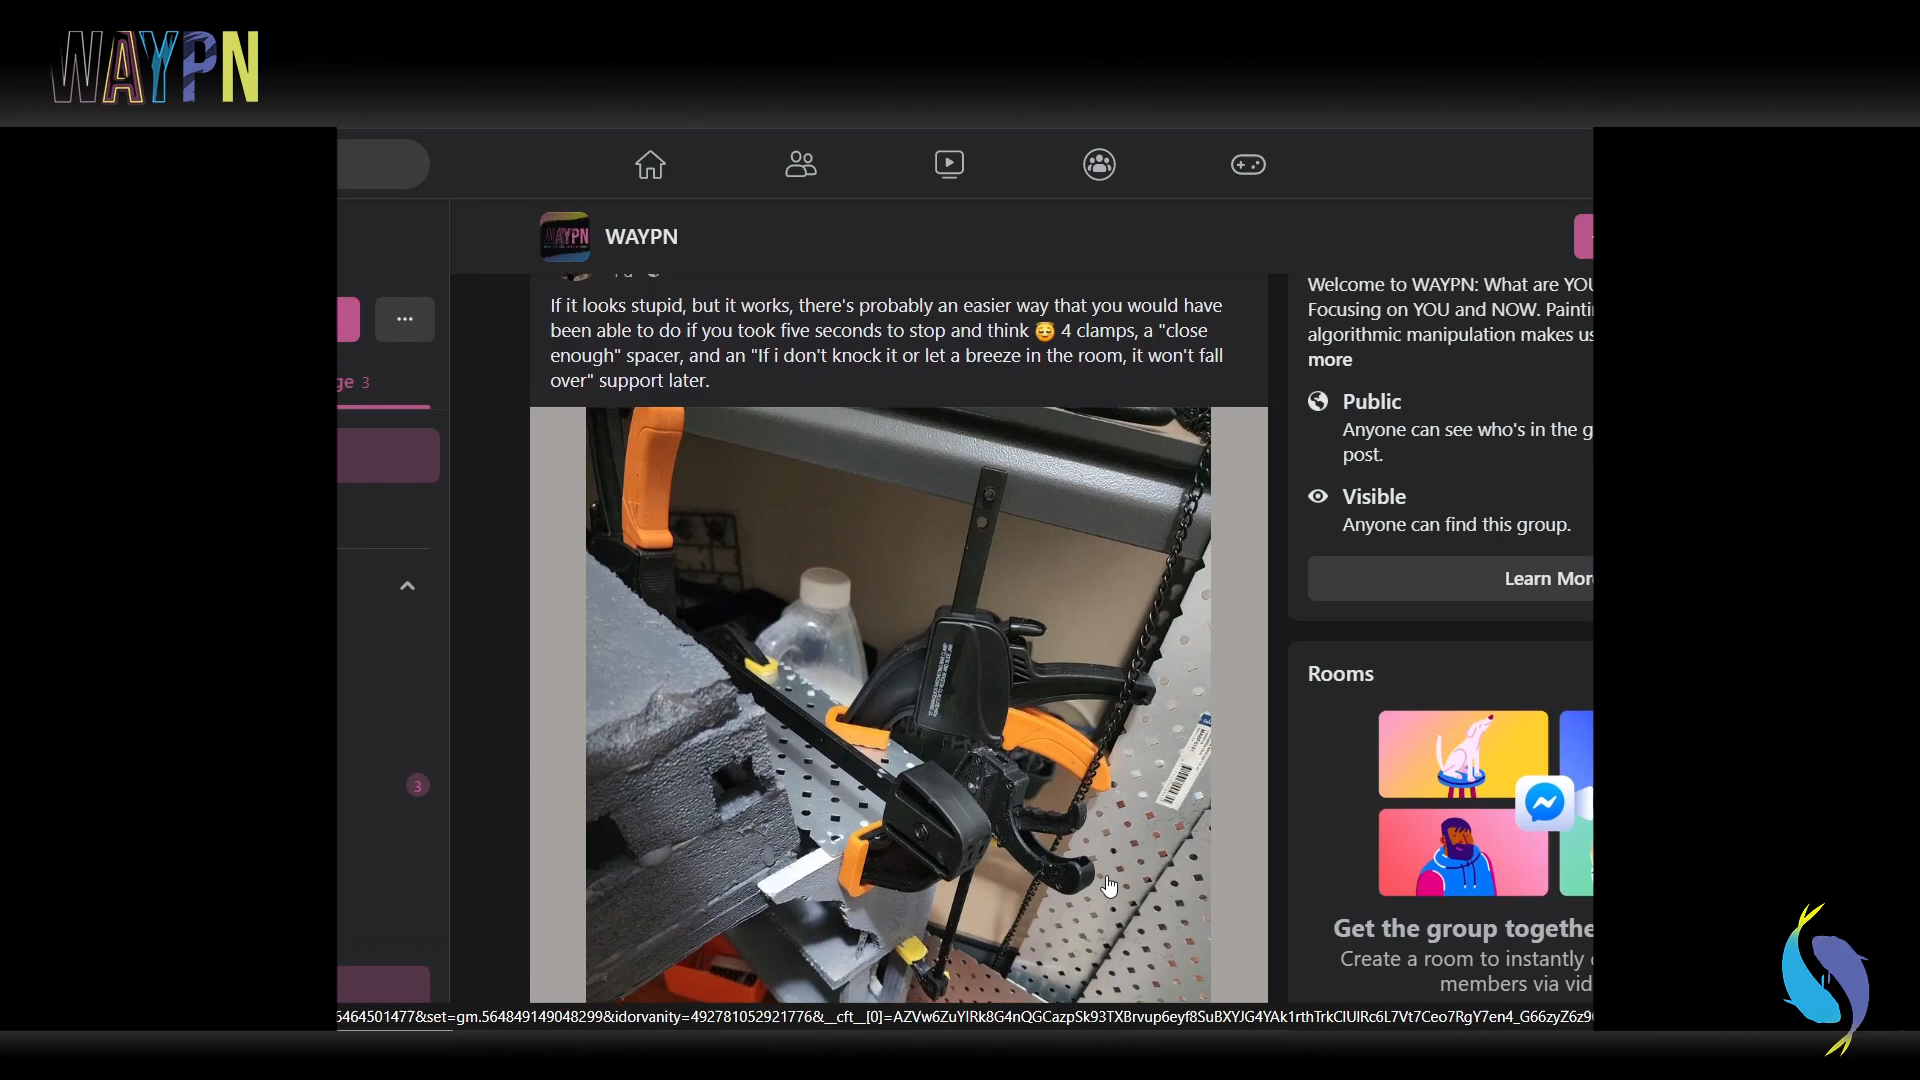 WAYPN
WAYPN
WAYPN
If it looks stupid, but it works, there's probably an easier way that you would have
been able to do if you took five seconds to stop and think 😇 4 clamps, a "close
enough" spacer, and an "If i don't knock it or let a breeze in the room, it won't fall
over" support later.
ge 3
3
Welcome to WAYPN: What are YOU
Focusing on YOU and NOW. Painti
algorithmic manipulation makes us
more
Public
Anyone can see who's in the g
post.
Visible
Anyone can find this group.
Learn More
Rooms
Get the group togethe
Create a room to instantly
members via vid